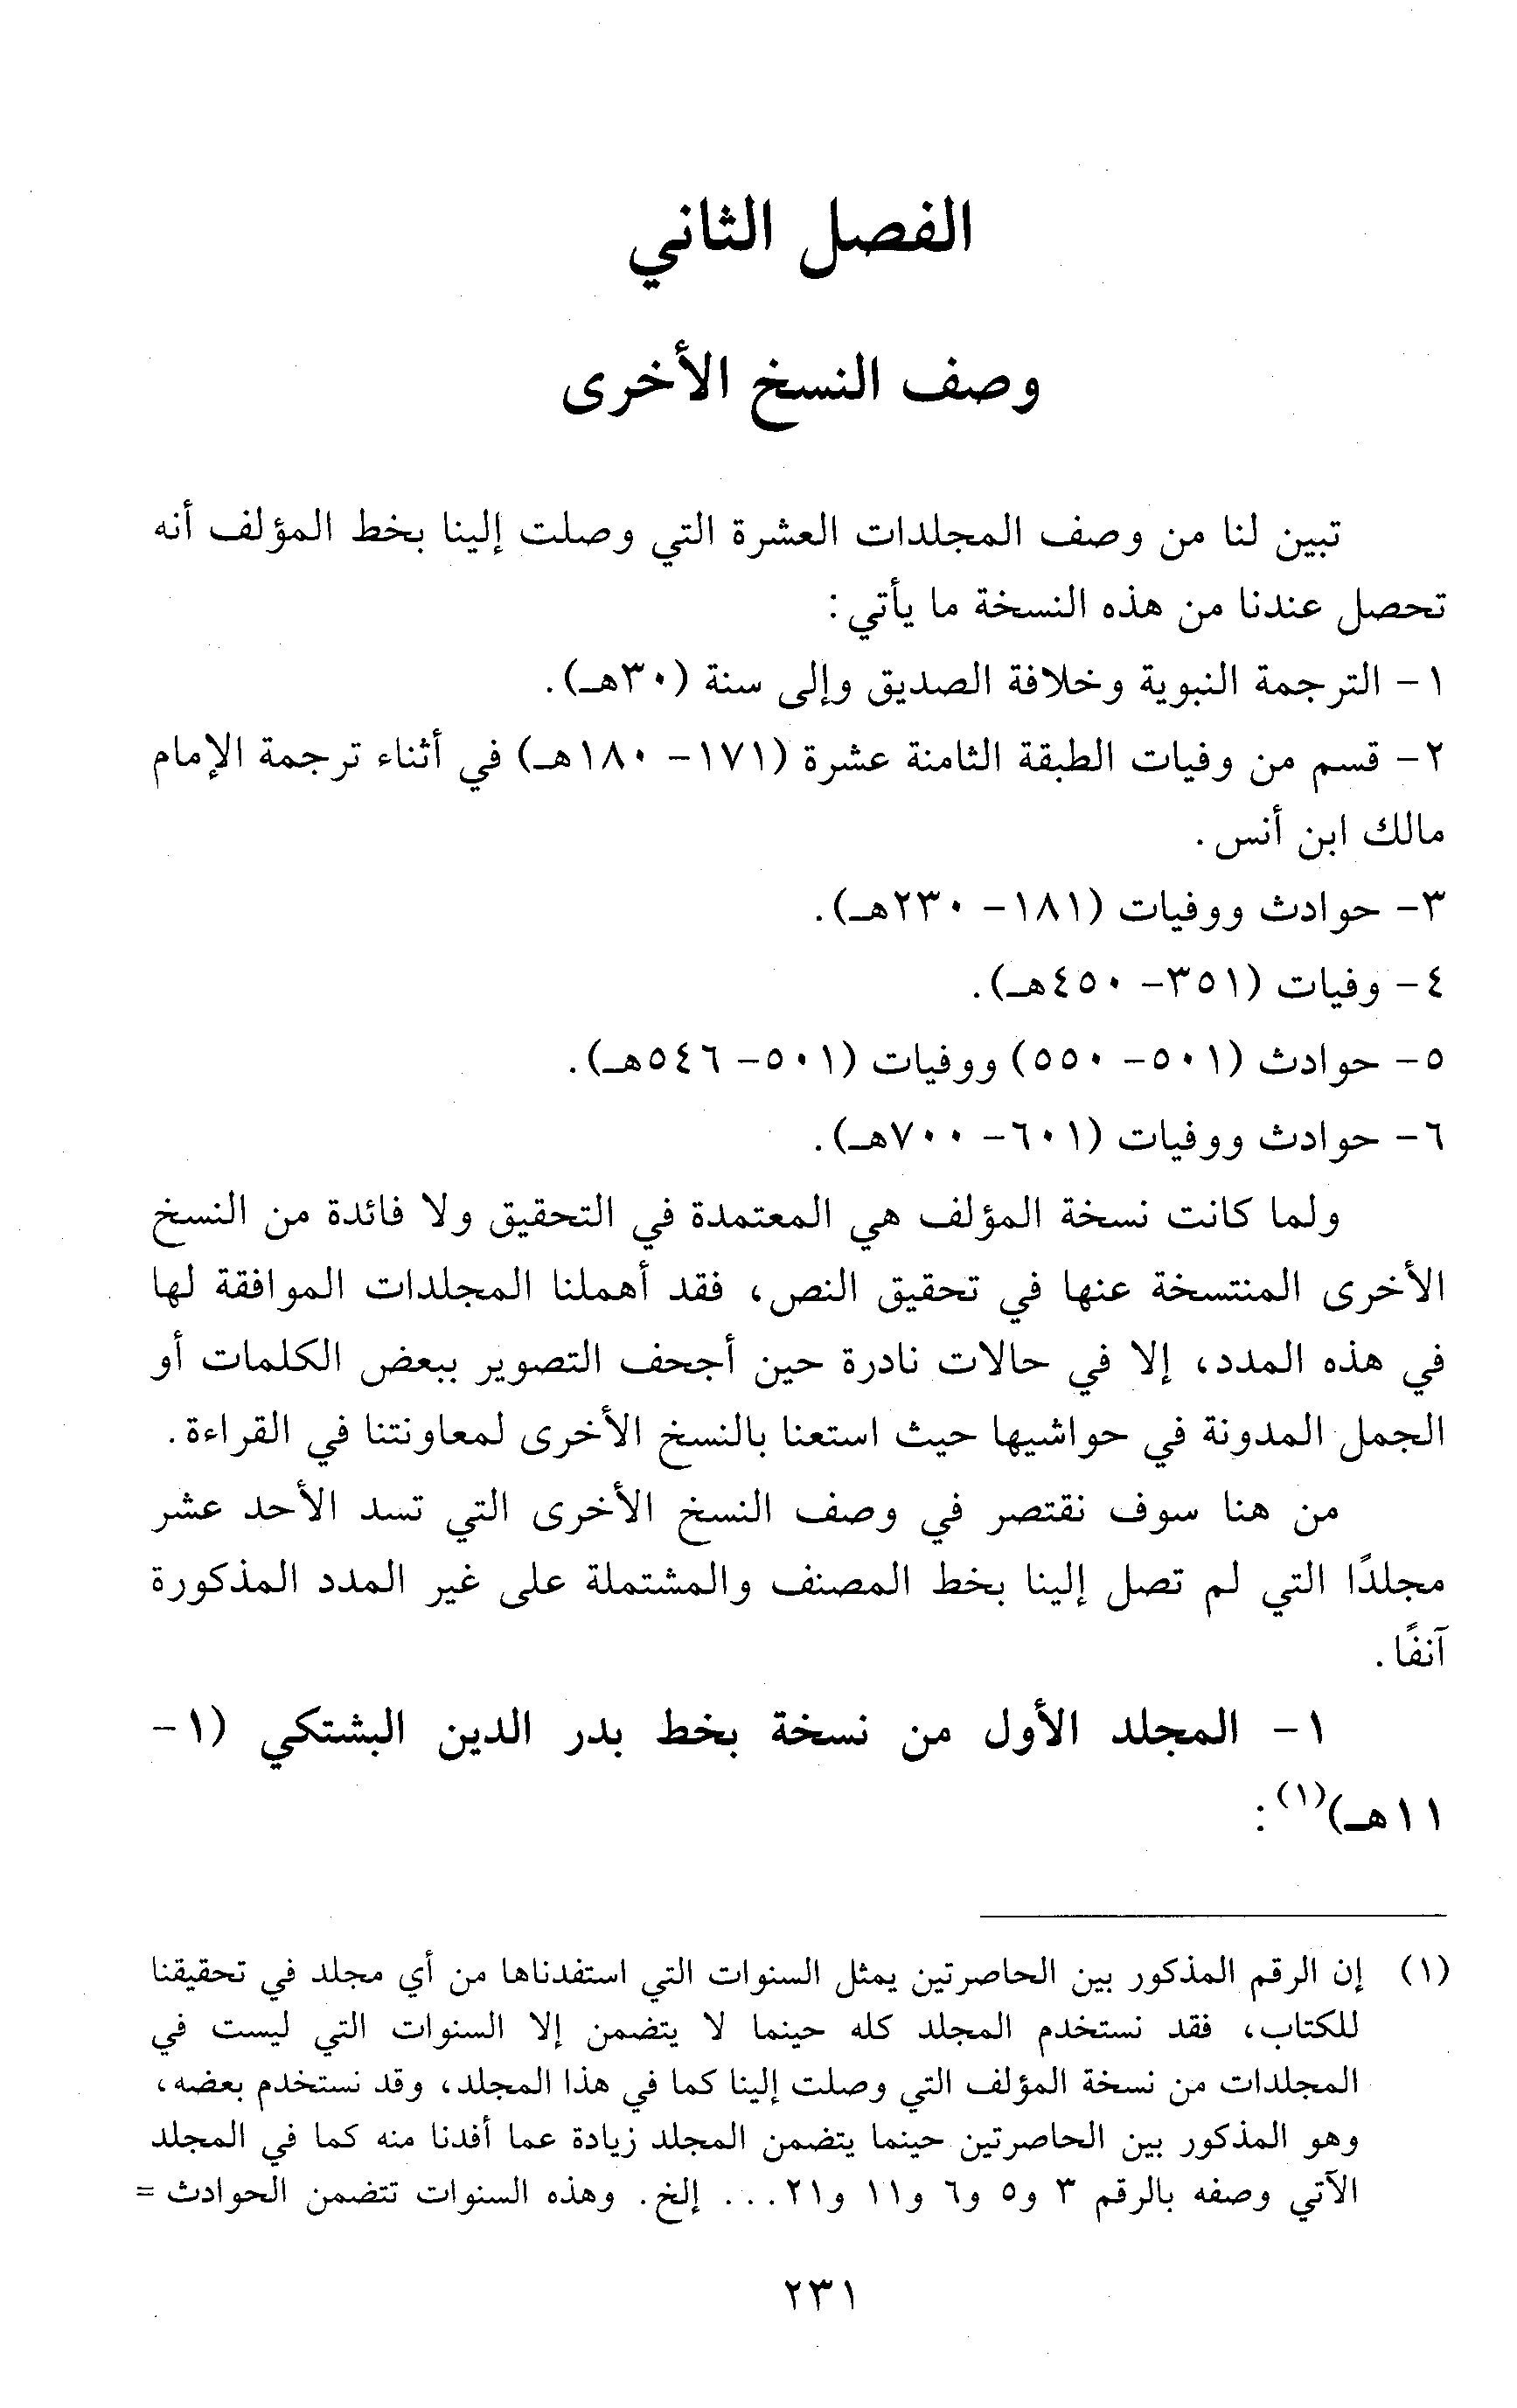 الفصل الثاني
وصف النسخ الأخرى
تبين لنا من وصف المجلدات العشرة التي وصلت إلينا بخط المؤلف أنه
تحصل عندنا من هذه النسخة ما يأتي:
١- الترجمة النبوية وخلافة الصديق وإلى سنة (٣٠هـ).
٢- قسم من وفيات الطبقة الثامنة عشرة (١٧١- ١٨٠هـ) في أثناء ترجمة الإمام
مالك ابن أنس.
٣- حوادث ووفيات (١٨١- ٢٣٠هـ).
٤- وفيات (٣٥١- ٤٥٠هـ).
٥- حوادث (٥٠١- ٥٥٠) ووفيات (٥٠١- ٥٤٦هـ).
٦- حوادث ووفيات (٦٠١- ٧٠٠هـ).
ولما كانت نسخة المؤلف هي المعتمدة في التحقيق ولا فائدة من النسخ
الأخرى المنتسخة عنها في تحقيق النص، فقد أهملنا المجلدات الموافقة لها
في هذه المدد، إلا في حالات نادرة حين أجحف التصوير ببعض الكلمات أو
الجمل المدونة في حواشيها حيث استعنا بالنسخ الأخرى لمعاونتنا في القراءة.
من هنا سوف نقتصر في وصف النسخ الأخرى التي تسد الأحد عشر
مجلدًا التي لم تصل إلينا بخط المصنف والمشتملة على غير المدد المذكورة
آنفًا.
١- المجلد الأول من نسخة بخط بدر الدين البشتكي (١-
١١هـ)(١):
(١) إن الرقم المذكور بين الحاصرتين يمثل السنوات التي استفدناها من أي مجلد في تحقيقنا
للكتاب، فقد نستخدم المجلد كله حينما لا يتضمن إلا السنوات التي ليست في
المجلدات من نسخة المؤلف التي وصلت إلينا كما في هذا المجلد، وقد نستخدم بعضه،
وهو المذكور بين الحاصرتين حينما يتضمن المجلد زيادة عما أفدنا منه كما في المجلد
الآتي وصفه بالرقم ٣ و٥ و٦ و١١ و٢١... إلخ. وهذه السنوات تتضمن الحوادث =
٢٣١